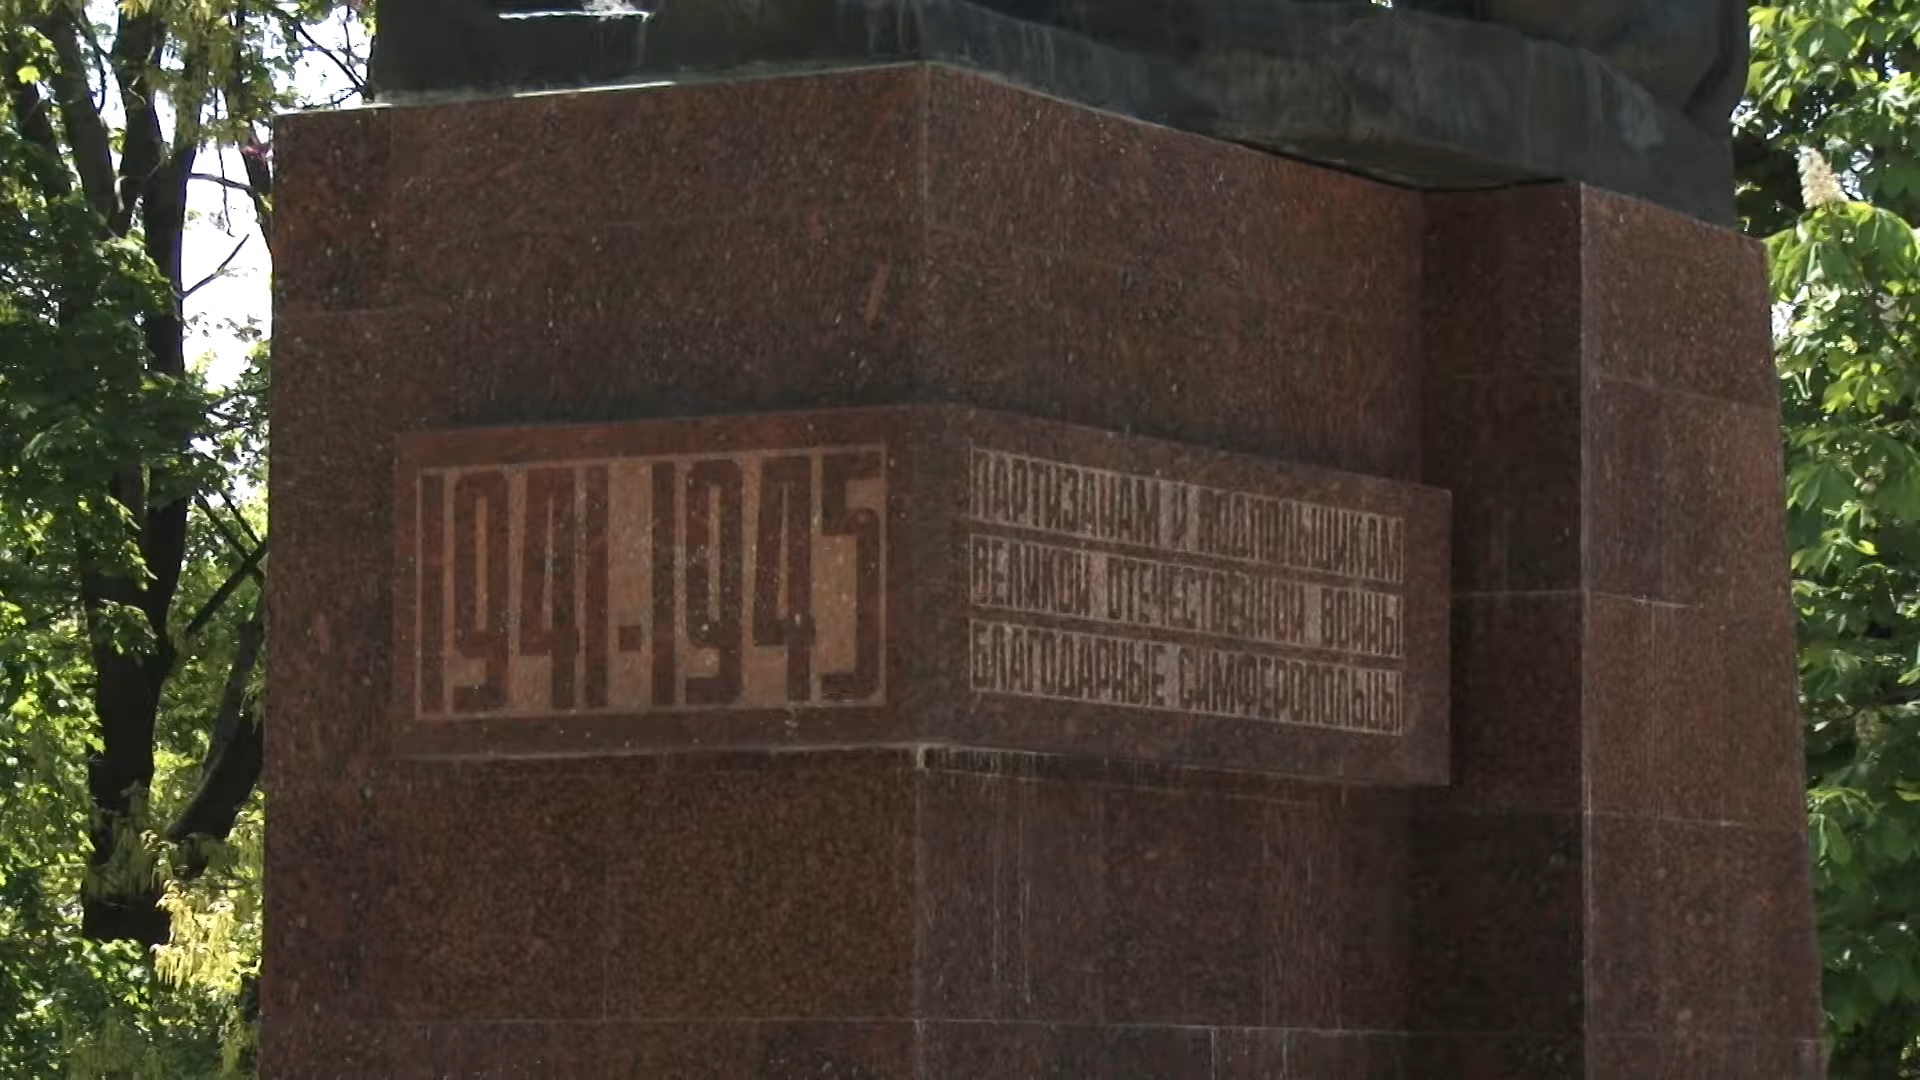 1941-1945
ПАРТИЗАНАМ И ПОДПОЛЬЩИКАМ
ВЕЛИКОЙ ОТЕЧЕСТВЕННОЙ ВОЙНЫ
БЛАГОДАРНЫЕ СИМФЕРОПОЛЬЦЫ